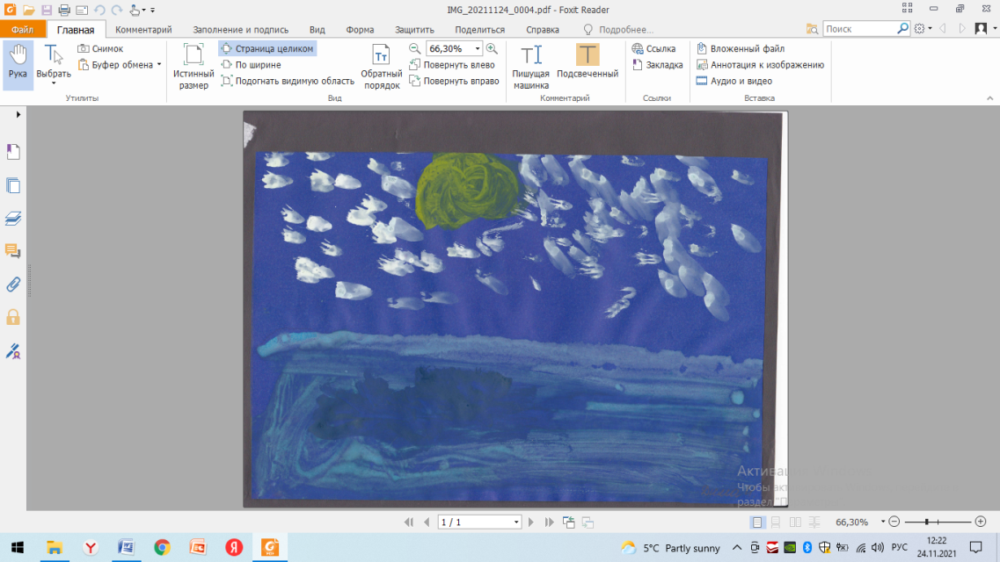 IMG_20211124_0004.pdf - Foxit Reader
Файл Главная Комментарий Заполнение и подпись Вид Форма Защитить Поделиться Справка Подробнее... Поиск
Рука
Выбрать
Снимок
Буфер обмена
Утилиты
Истинный размер
Страница целиком
По ширине
Подогнать видимую область
Обратный порядок
66,30%
Повернуть влево
Повернуть вправо
Вид
Пишущая машинка
Подсвеченный
Комментарий
Ссылка
Закладка
Ссылки
Вложенный файл
Аннотация к изображению
Аудио и видео
Вставка
Чтобы
раздел "П
1 / 1
66,30%
5°C Partly sunny
РУС
12:22
24.11.2021